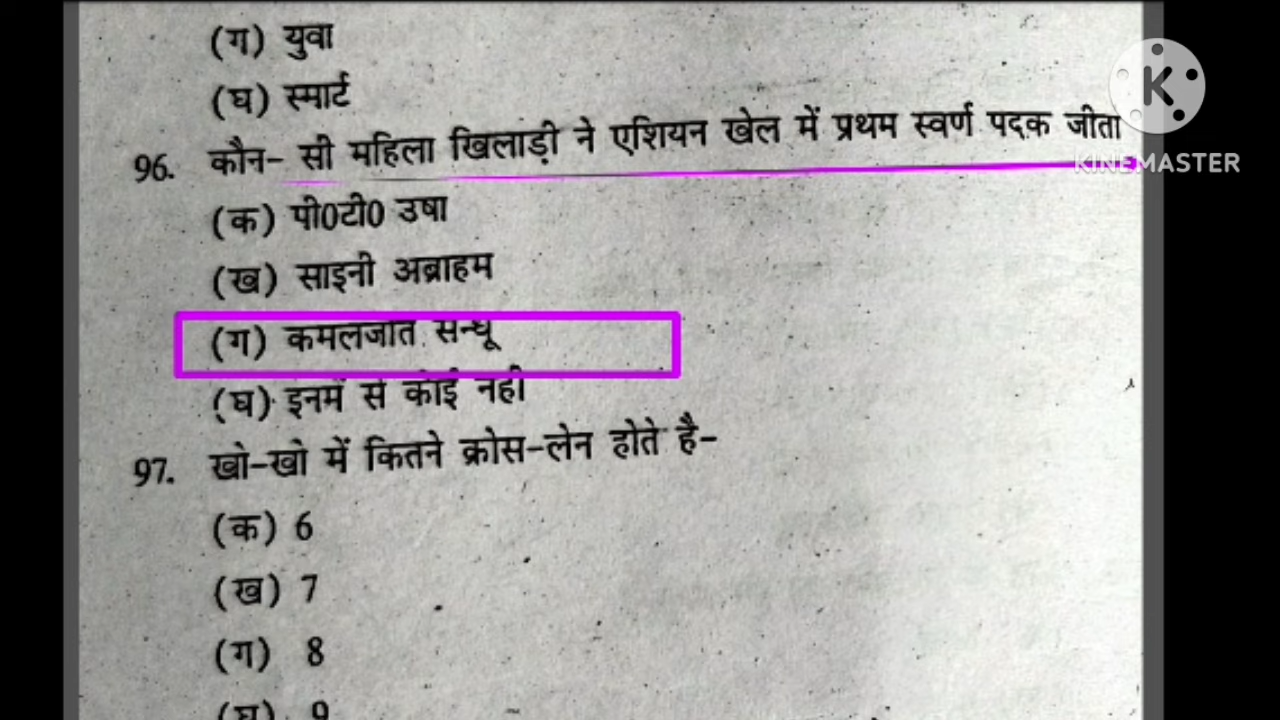 (ग) युवा
(घ) स्मार्ट
96. कौन- सी महिला खिलाड़ी ने एशियन खेल में प्रथम स्वर्ण पदक जीता
K
KINEMASTER
(क) पी0टी0 उषा
(ख) साइनी अब्राहम
(ग) कमलजीत सन्धू
(घ) इनमें से कोई नहीं
97. खो-खो में कितने क्रोस-लेन होते है-
(क) 6
(ख) 7
(ग) 8
(घ) 9